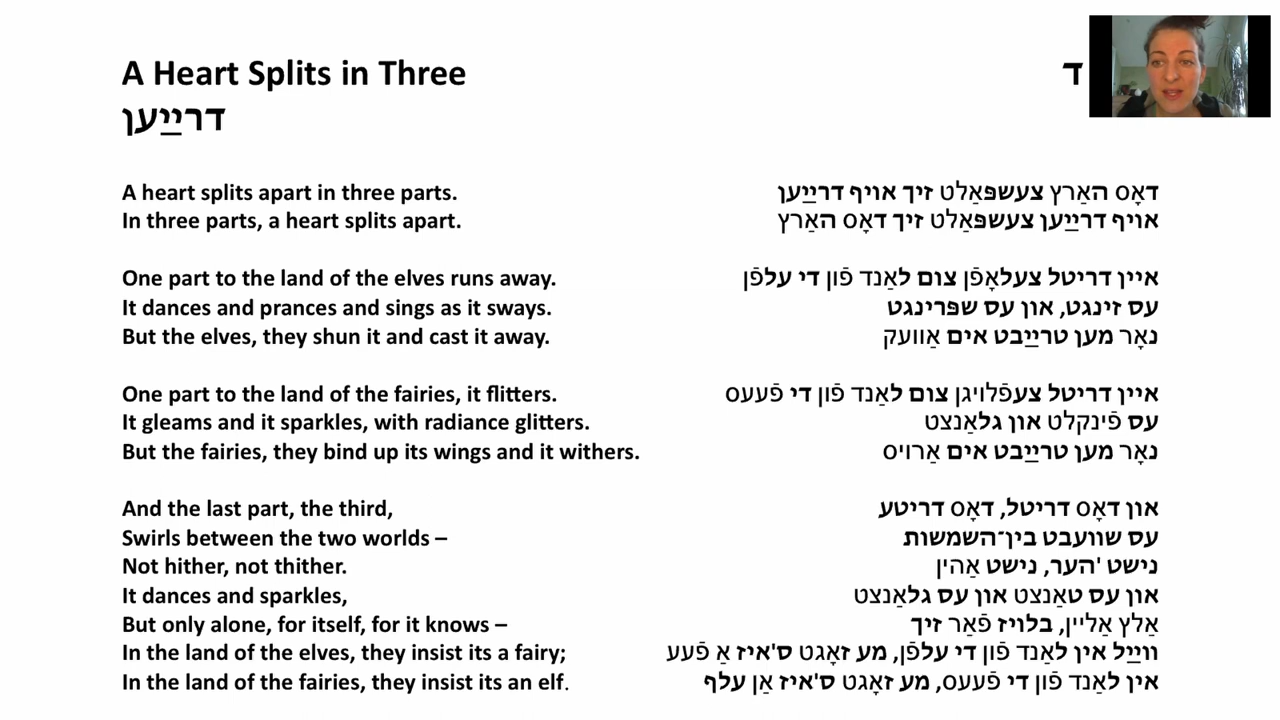 A Heart Splits in Three
ד
דרײַען
A heart splits apart in three parts.
In three parts, a heart splits apart.
One part to the land of the elves runs away.
It dances and prances and sings as it sways.
But the elves, they shun it and cast it away.
One part to the land of the fairies, it flitters.
It gleams and it sparkles, with radiance glitters.
But the fairies, they bind up its wings and it withers.
And the last part, the third,
Swirls between the two worlds –
Not hither, not thither.
It dances and sparkles,
But only alone, for itself, for it knows –
In the land of the elves, they insist its a fairy;
In the land of the fairies, they insist its an elf.
דאָס האַרץ צעשפּאַלט זיך אויף דרײַען
אויף דרײַען צעשפּאַלט זיך דאָס האַרץ
איין דריטל צעלאָפֿן צום לאַנד פֿון די עלפֿן
עס זינגט, און עס שפּרינגט
נאָר מען טרײַבט אים אַוועק
איין דריטל צעפֿלויגן צום לאַנד פֿון די פֿעעס
עס פֿינקלט און גלאַנצט
נאָר מען טרײַבט אים אַרויס
און דאָס דריטל, דאָס דריטע
עס שוועבט בין־השמשות
נישט 'הער, נישט אַהין
און עס טאַנצט און עס גלאַנצט
אַלץ אַליין, בלויז פֿאַר זיך
ווײַל אין לאַנד פֿון די עלפֿן, מע זאָגט ס'איז אַ פֿעע
אין לאַנד פֿון די פֿעעס, מע זאָגט ס'איז אַן עלף